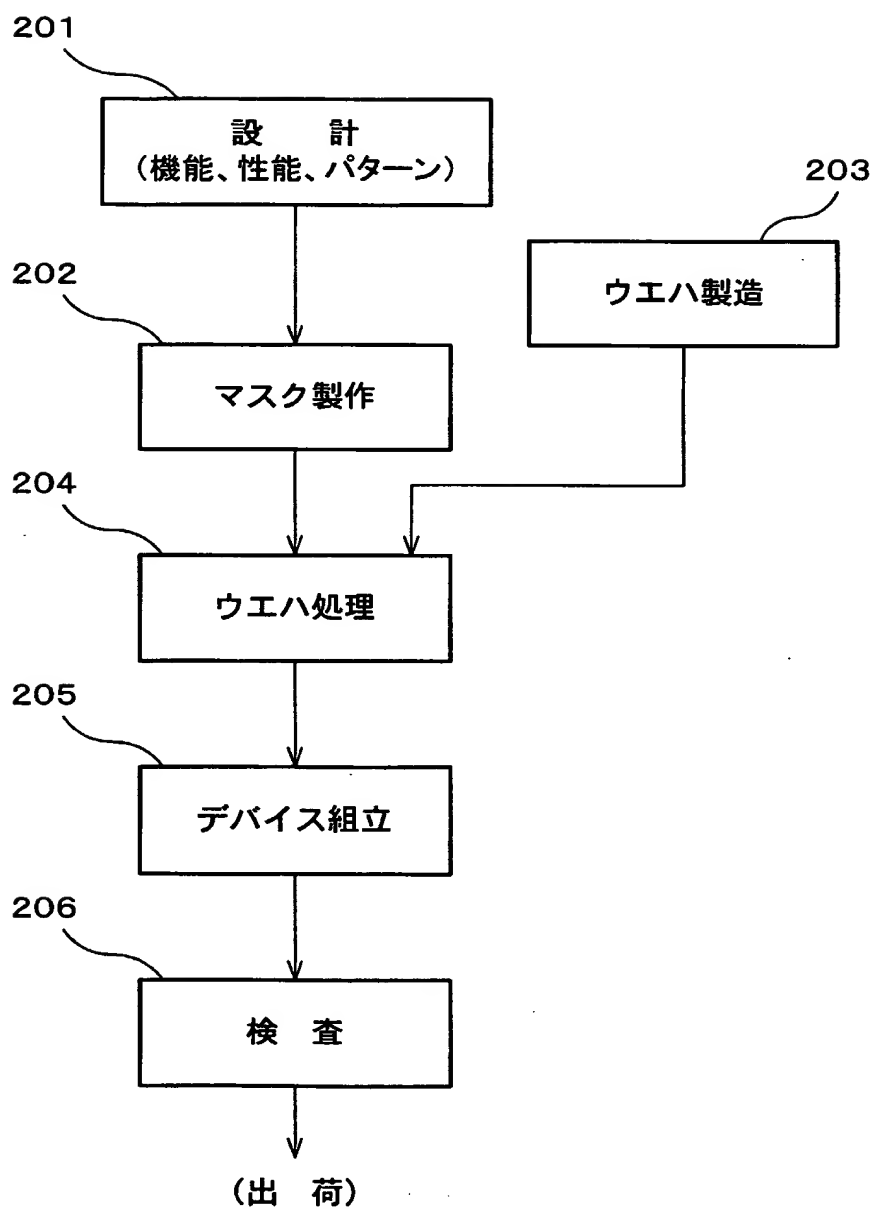 201
設 計
(機能、性能、パターン)
203
ウエハ製造
202
マスク製作
204
ウエハ処理
205
デバイス組立
206
検 査
(出 荷)